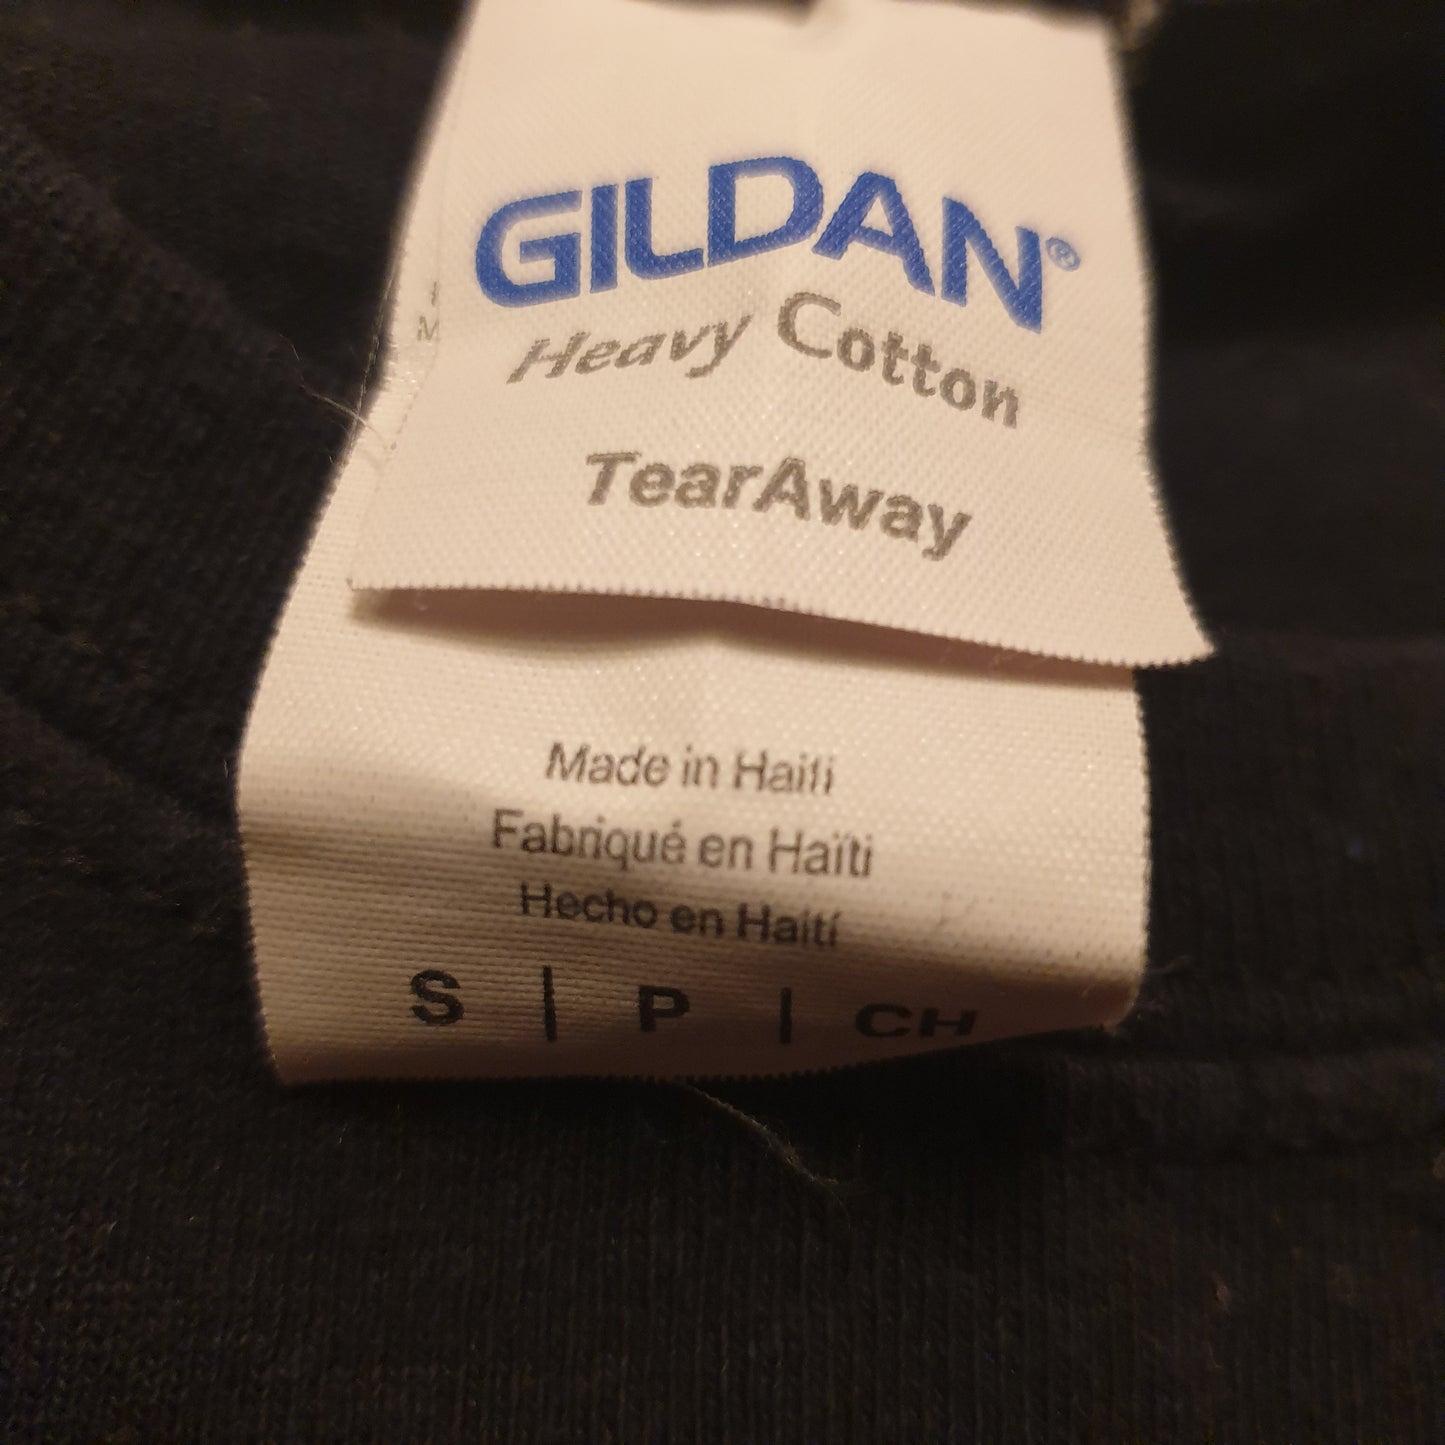 GILDAN®
Heavy Cotton
TearAway
Made in Haiti
Fabriqué en Haïti
Hecho en Haití
S | P | CH